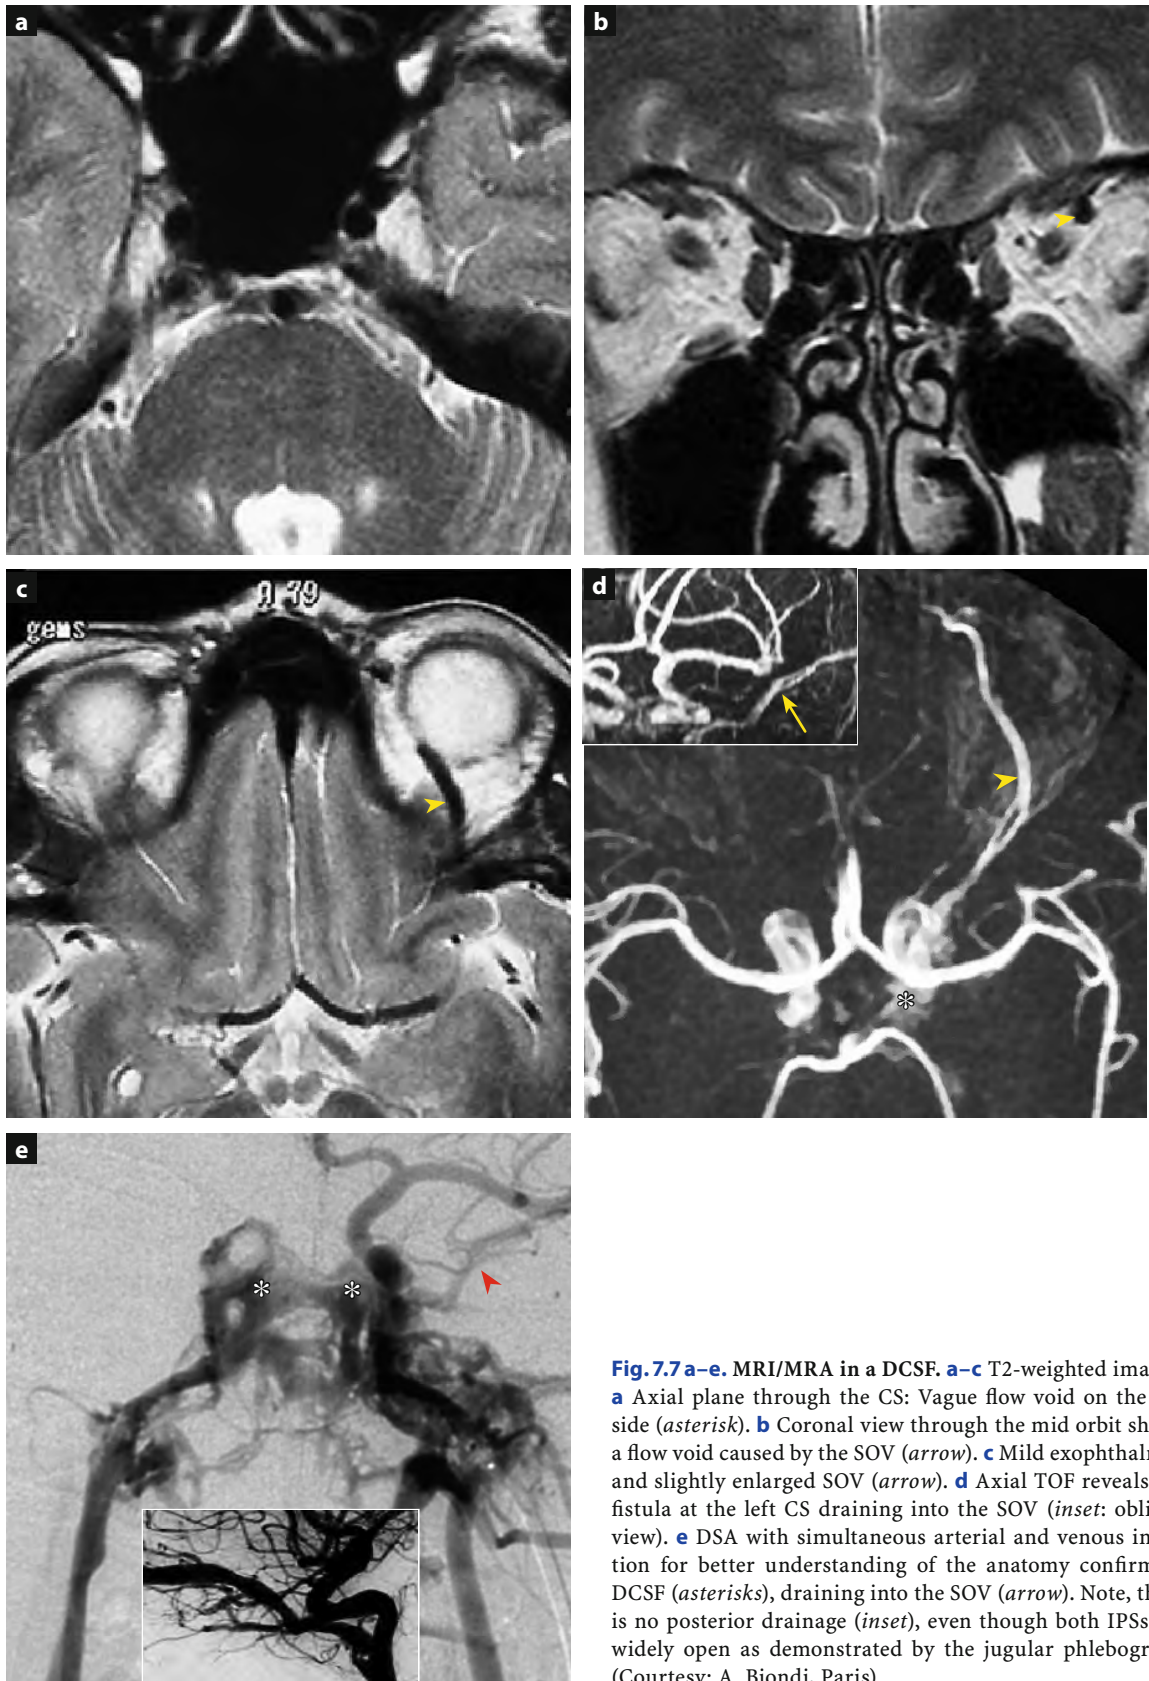 a
b
c
A 79
gems
d
*
e
* *
Fig. 7.7 a–e. MRI/MRA in a DCSF. a–c T2-weighted ima
a Axial plane through the CS: Vague flow void on the
side (asterisk). b Coronal view through the mid orbit sh
a flow void caused by the SOV (arrow). c Mild exophthal
and slightly enlarged SOV (arrow). d Axial TOF reveals
fistula at the left CS draining into the SOV (inset: obli
view). e DSA with simultaneous arterial and venous in
tion for better understanding of the anatomy confirm
DCSF (asterisks), draining into the SOV (arrow). Note, th
is no posterior drainage (inset), even though both IPSs
widely open as demonstrated by the jugular phlebogr
(Courtesy: A. Biondi, Paris)